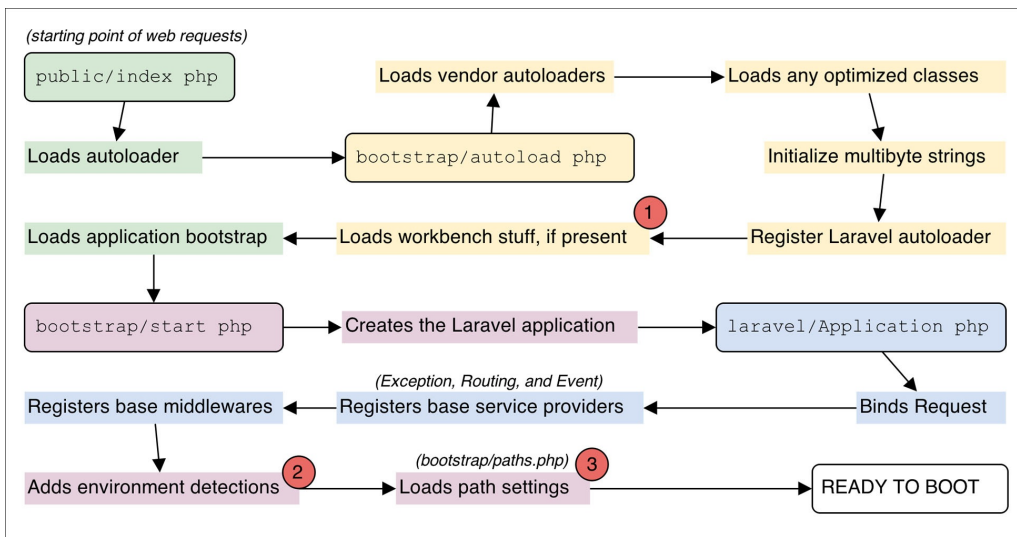 (starting point of web requests)
public/index php
Loads vendor autoloaders
Loads any optimized classes
Loads autoloader
bootstrap/autoload php
Initialize multibyte strings
1
Loads application bootstrap
Loads workbench stuff, if present
Register Laravel autoloader
bootstrap/start php
Creates the Laravel application
laravel/Application php
(Exception, Routing, and Event)
Registers base middlewares
Registers base service providers
Binds Request
(bootstrap/paths.php)
2
3
Adds environment detections
Loads path settings
READY TO BOOT